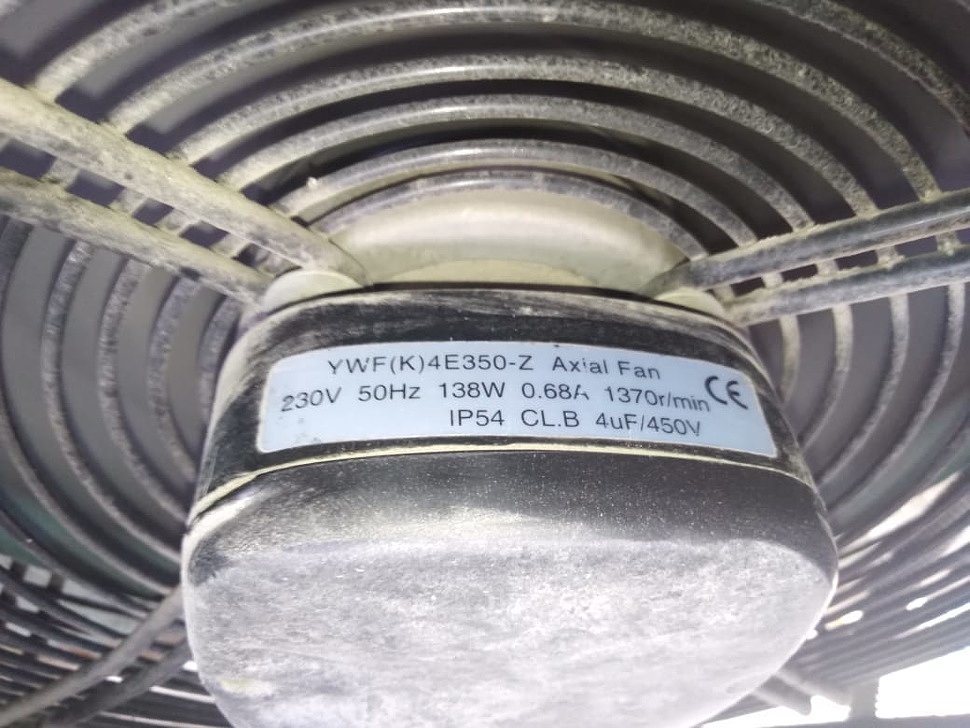 YWF(K)4E350-Z Axial Fan
230V 50Hz 138W 0.68A 1370r/min CE
IP54 CL.B 4uF/450V